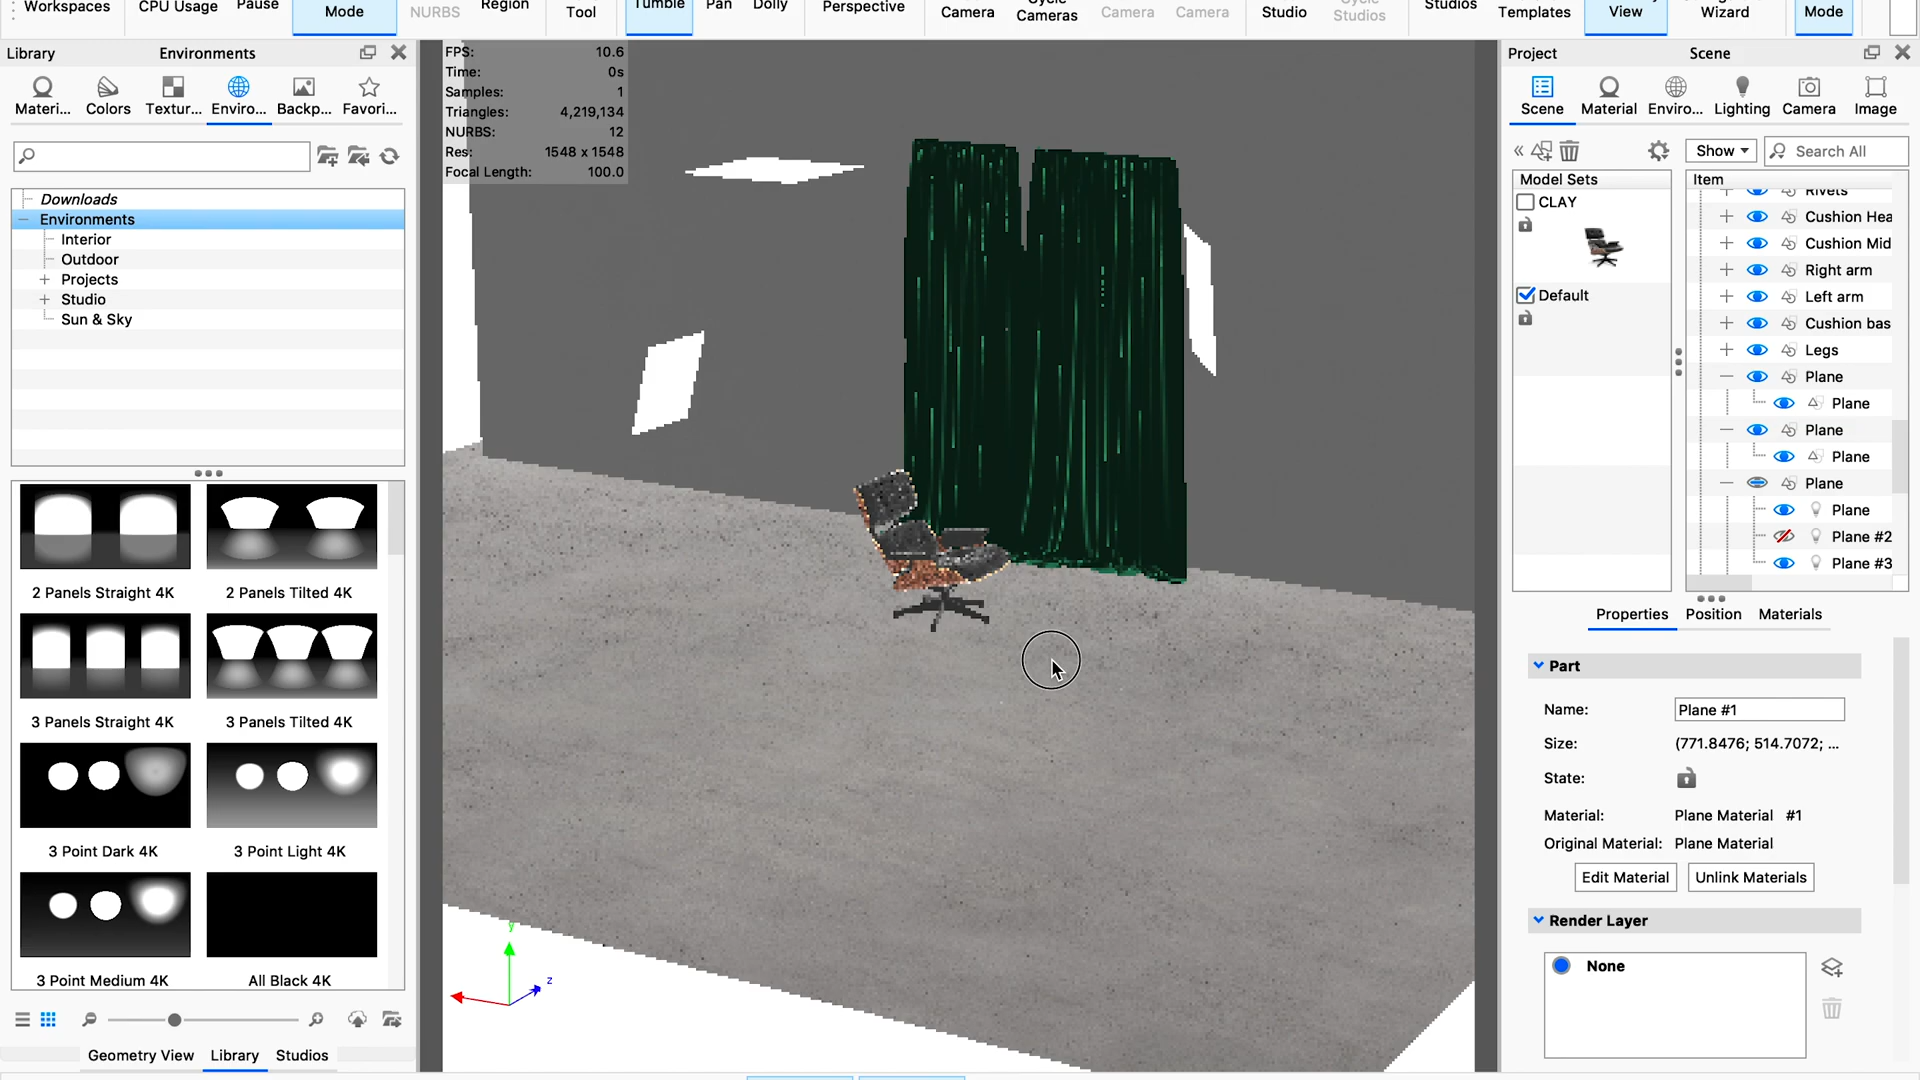 Workspaces
CPU Usage
Pause
Mode
NURBS
Region
Tool
Tumble
Pan
Dolly
Perspective
Camera
Cycle
Cameras
Camera
Camera
Studio
Cycle
Studios
Studios
Templates
View
Wizard
Mode
Library
Environments
Materi...
Colors
Textur...
Enviro...
Backp...
Favori...
Downloads
Environments
Interior
Outdoor
Projects
Studio
Sun & Sky
2 Panels Straight 4K
2 Panels Tilted 4K
3 Panels Straight 4K
3 Panels Tilted 4K
3 Point Dark 4K
3 Point Light 4K
3 Point Medium 4K
All Black 4K
Geometry View
Library
Studios
FPS: 10.6
Time: 0s
Samples: 1
Triangles: 4,219,134
NURBS: 12
Res: 1548 x 1548
Focal Length: 100.0
y
z
Project
Scene
Scene
Material
Enviro...
Lighting
Camera
Image
Show
Search All
Model Sets
CLAY
Default
Item
Rivets
Cushion Hea
Cushion Mid
Right arm
Left arm
Cushion bas
Legs
Plane
Plane
Plane
Plane
Plane
Plane
Plane #2
Plane #3
Properties
Position
Materials
Part
Name: Plane #1
Size: (771.8476; 514.7072; ...
State:
Material: Plane Material #1
Original Material: Plane Material
Edit Material
Unlink Materials
Render Layer
None